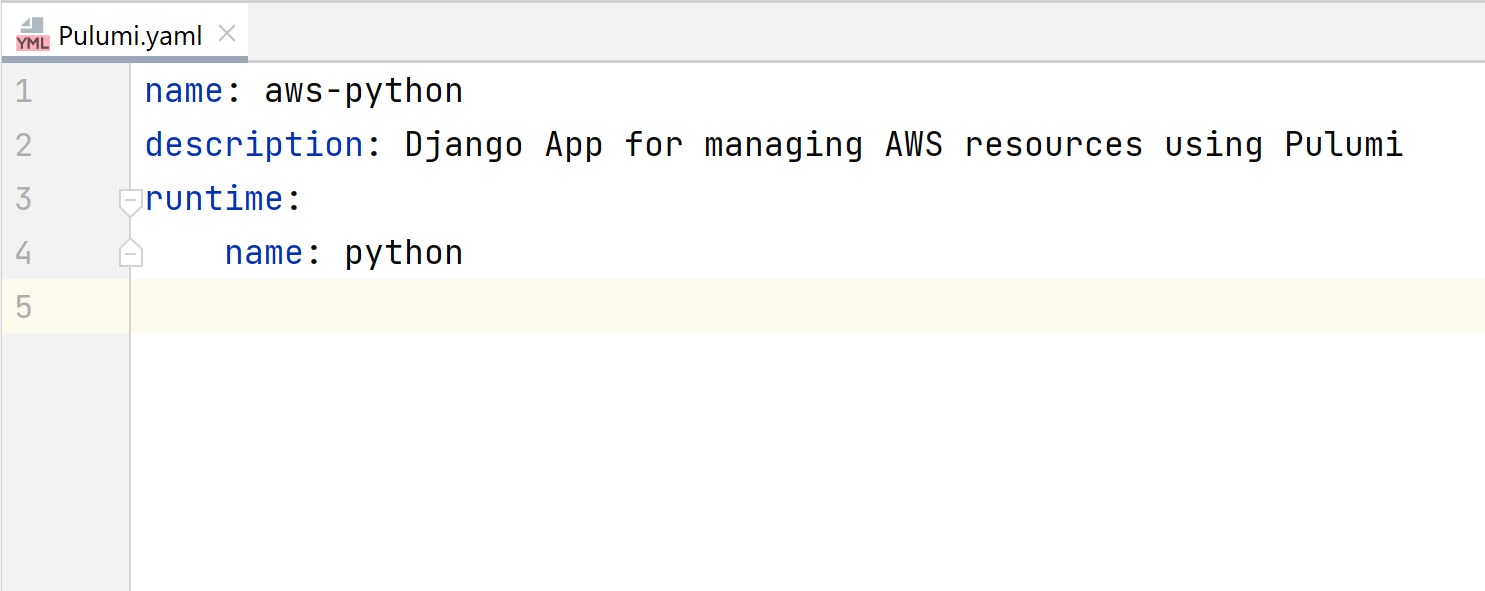 YML Pulumi.yaml
1 name: aws-python
2 description: Django App for managing AWS resources using Pulumi
3 runtime:
4     name: python
5